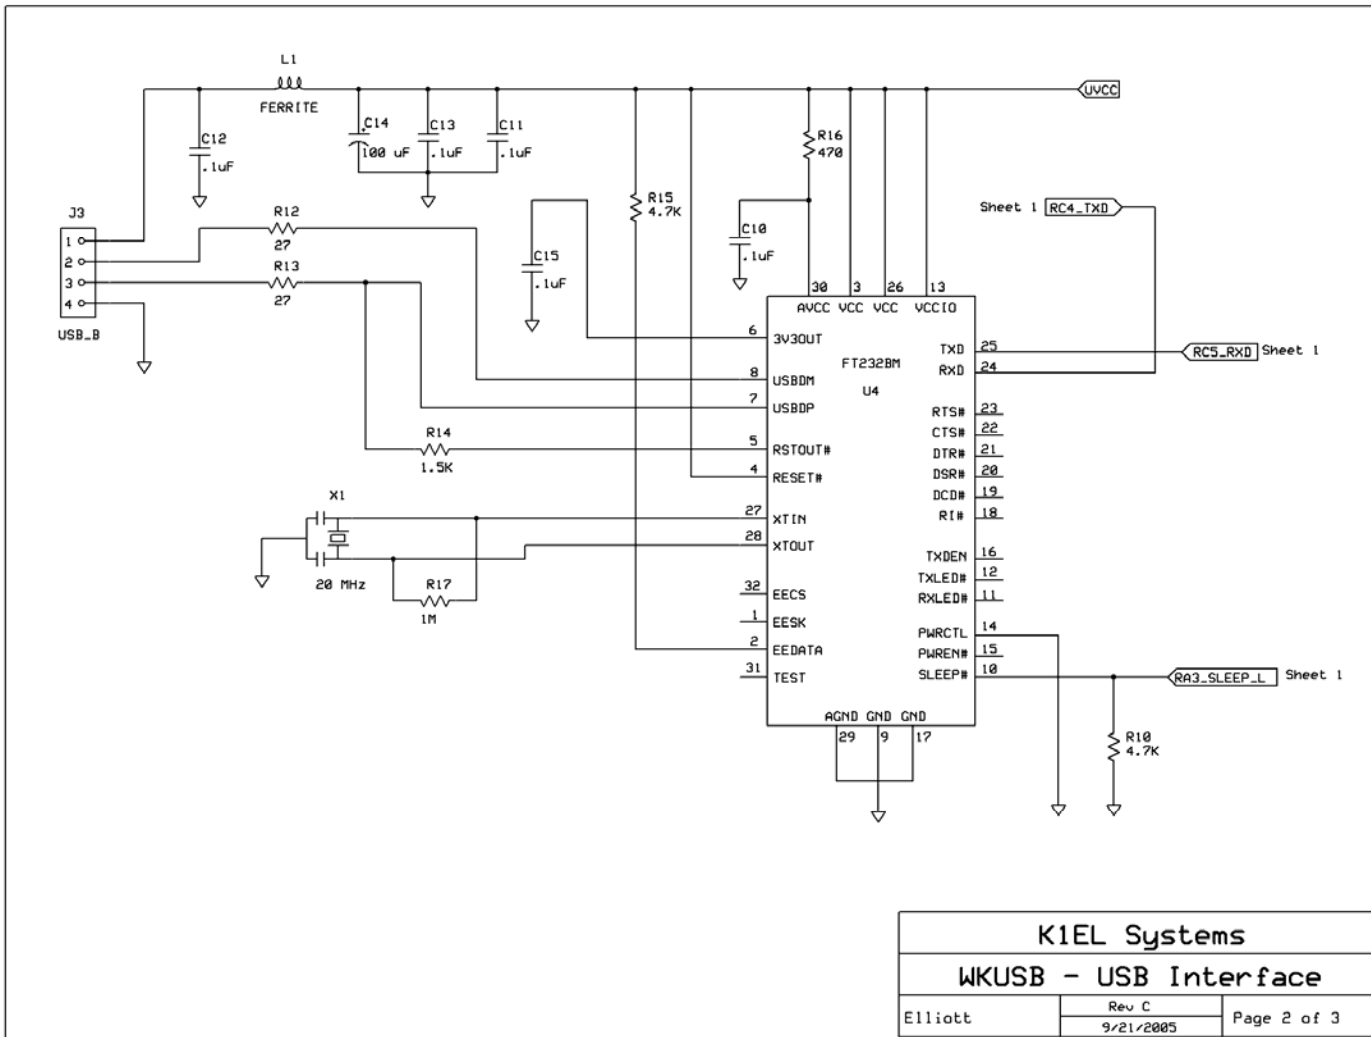 L1
FERRITE
UVCC
C12
.1uF
C14
100 uF
C13
.1uF
C11
.1uF
R16
470
R15
4.7K
Sheet 1 RC4_TXD
J3
1
2
3
4
USB_B
R12
27
R13
27
C15
.1uF
C10
.1uF
30 3 26 13
AVCC VCC VCC VCCIO
FT232BM
U4
6 3V3OUT
8 USBDM
7 USBDP
5 RSTOUT#
4 RESET#
27 XTIN
28 XTOUT
32 EECS
1 EESK
2 EEDATA
31 TEST
TXD 25
RXD 24
RTS# 23
CTS# 22
DTR# 21
DSR# 20
DCD# 19
RI# 18
TXDEN 16
TXLED# 12
RXLED# 11
PWRCTL 14
PWREN# 15
SLEEP# 10
AGND GND GND
29 9 17
RC5_RXD Sheet 1
R14
1.5K
X1
20 MHz
R17
1M
RA3_SLEEP_L Sheet 1
R10
4.7K
K1EL Systems
WKUSB - USB Interface
Elliott
Rev C
9/21/2005
Page 2 of 3